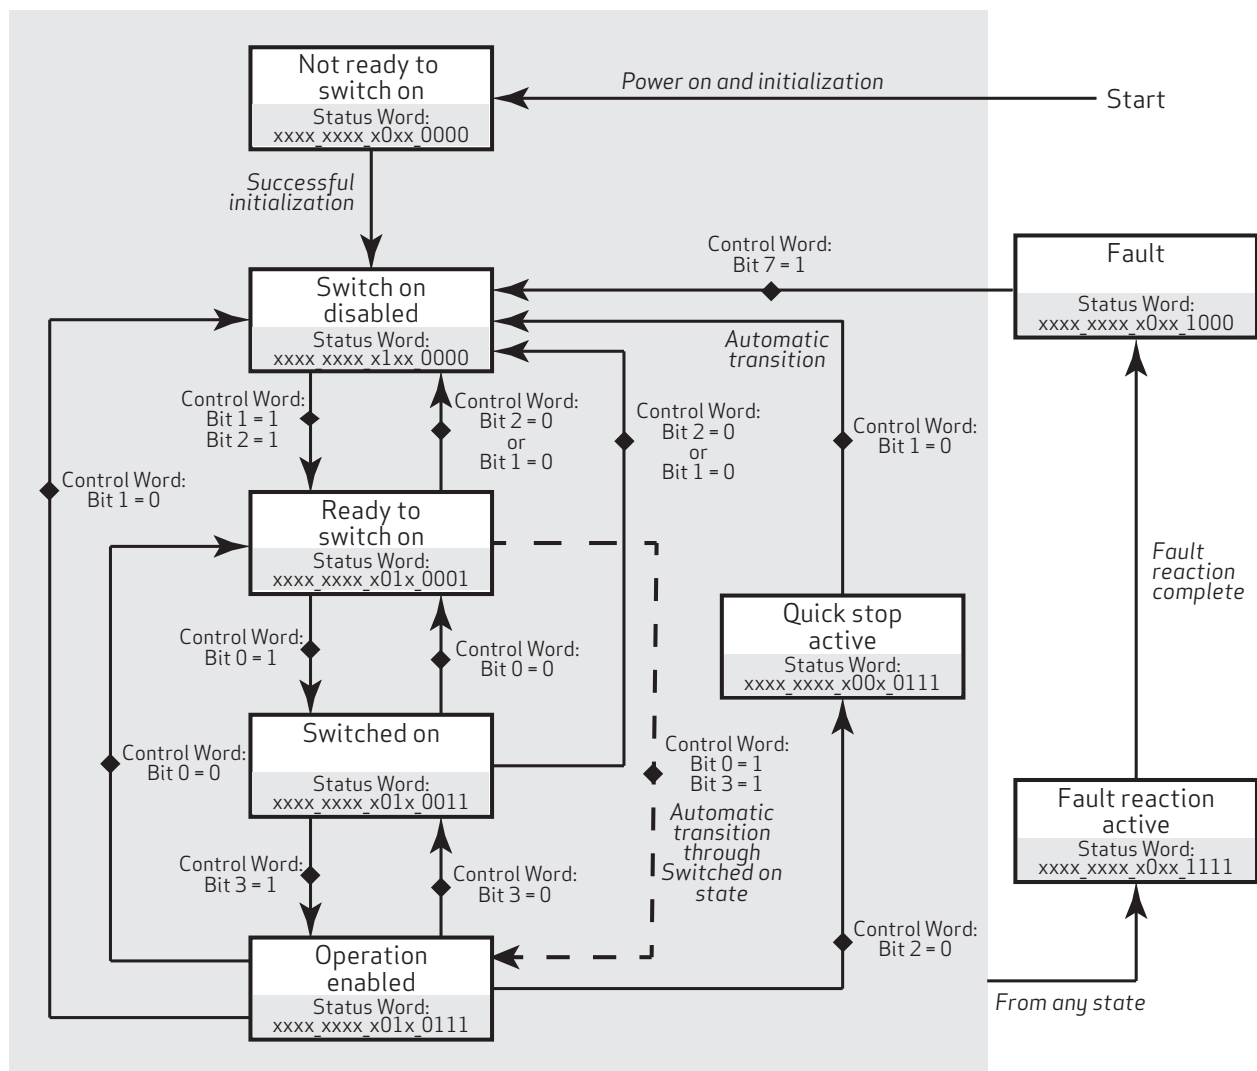 Not ready to
switch on
Status Word:
xxxx_xxxx_x0xx_0000
Power on and initialization
Start
Successful
initialization
Control Word:
Bit 7 = 1
Fault
Status Word:
xxxx_xxxx_x0xx_1000
Switch on
disabled
Status Word:
xxxx_xxxx_x1xx_0000
Automatic
transition
Control Word:
Bit 1 = 1
Bit 2 = 1
Control Word:
Bit 2 = 0
or
Bit 1 = 0
Control Word:
Bit 2 = 0
or
Bit 1 = 0
Control Word:
Bit 1 = 0
Control Word:
Bit 1 = 0
Ready to
switch on
Status Word:
xxxx_xxxx_x01x_0001
Fault
reaction
complete
Quick stop
active
Status Word:
xxxx_xxxx_x00x_0111
Control Word:
Bit 0 = 1
Control Word:
Bit 0 = 0
Switched on
Status Word:
xxxx_xxxx_x01x_0011
Control Word:
Bit 0 = 0
Control Word:
Bit 0 = 1
Bit 3 = 1
Automatic
transition
through
Switched on
state
Fault reaction
active
Status Word:
xxxx_xxxx_x0xx_1111
Control Word:
Bit 3 = 1
Control Word:
Bit 3 = 0
Control Word:
Bit 2 = 0
Operation
enabled
Status Word:
xxxx_xxxx_x01x_0111
From any state